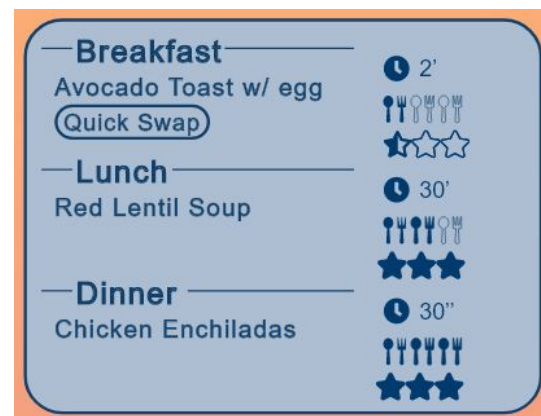 Breakfast
2’
Avocado Toast w/ egg
Quick Swap
Lunch
30’
Red Lentil Soup
Dinner
30”
Chicken Enchiladas